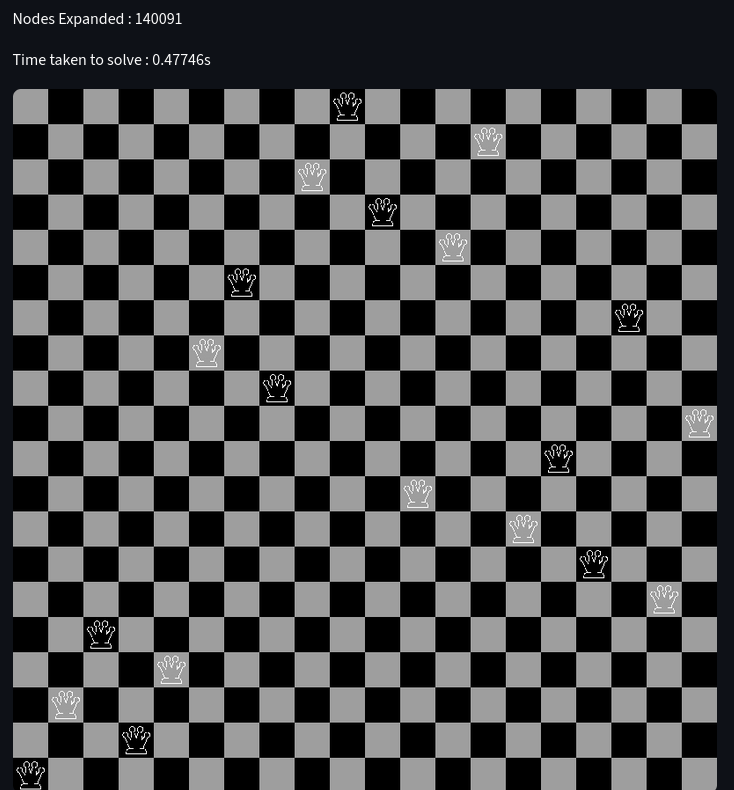 Nodes Expanded : 140091
Time taken to solve : 0.47746s